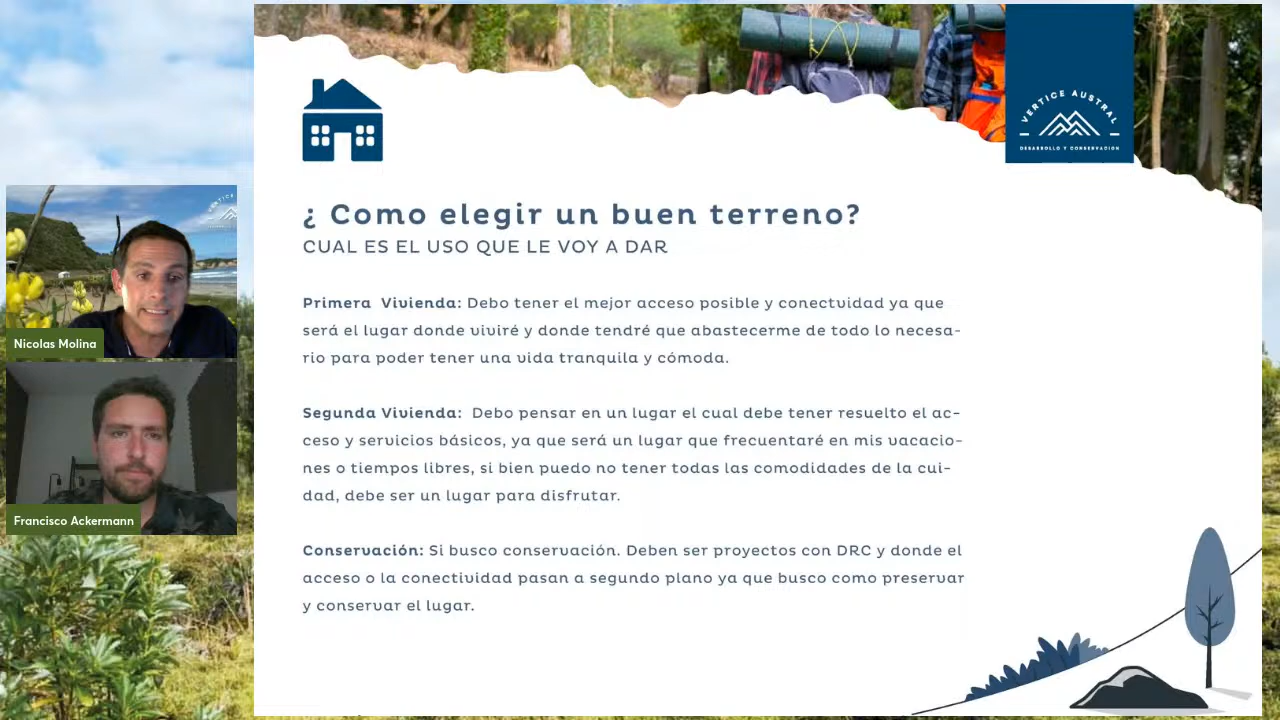 VERTICE AUSTRAL
DESARROLLO Y CONSERVACION
¿ Como elegir un buen terreno?
CUAL ES EL USO QUE LE VOY A DAR
Primera Vivienda: Debo tener el mejor acceso posible y conectvidad ya que
será el lugar donde viviré y donde tendré que abastecerme de todo lo necesa-
rio para poder tener una vida tranquila y cómoda.
Segunda Vivienda: Debo pensar en un lugar el cual debe tener resuelto el ac-
ceso y servicios básicos, ya que será un lugar que frecuentaré en mis vacacio-
nes o tiempos libres, si bien puedo no tener todas las comodidades de la cui-
dad, debe ser un lugar para disfrutar.
Conservación: Si busco conservación. Deben ser proyectos con DRC y donde el
acceso o la conectividad pasan a segundo plano ya que busco como preservar
y conservar el lugar.
Nicolas Molina
Francisco Ackermann